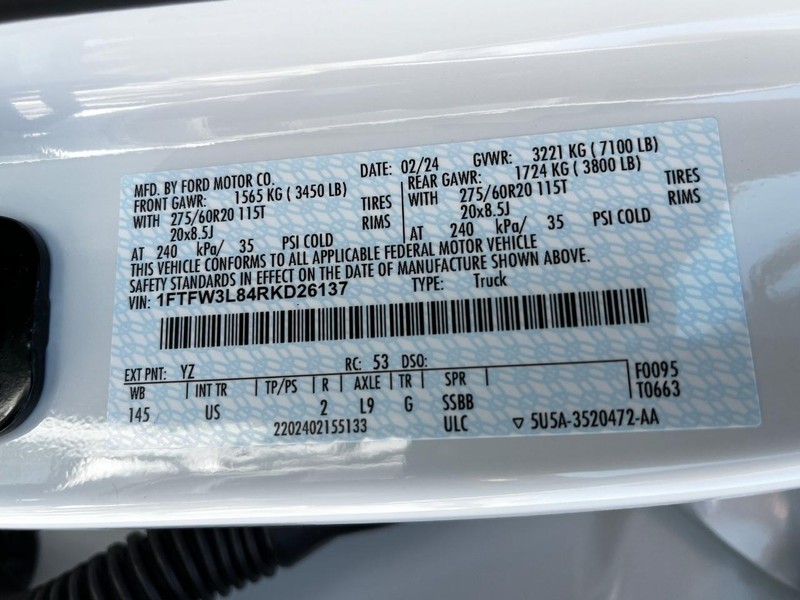 MFD. BY FORD MOTOR CO. DATE: 02/24 GVWR: 3221 KG ( 7100 LB)
FRONT GAWR: 1565 KG ( 3450 LB) REAR GAWR: 1724 KG ( 3800 LB)
WITH 275/60R20 115T TIRES WITH 275/60R20 115T TIRES
20x8.5J RIMS 20x8.5J RIMS
AT 240 kPa/ 35 PSI COLD AT 240 kPa/ 35 PSI COLD
THIS VEHICLE CONFORMS TO ALL APPLICABLE FEDERAL MOTOR VEHICLE
SAFETY STANDARDS IN EFFECT ON THE DATE OF MANUFACTURE SHOWN ABOVE.
VIN: 1FTFW3L84RKD26137 TYPE: Truck
EXT PNT: YZ RC: 53 DSO: F0095
WB INT TR TP/PS R AXLE TR SPR T0663
145 US 2 L9 G SSBB
2202402155133 ULC ▽ 5U5A-3520472-AA